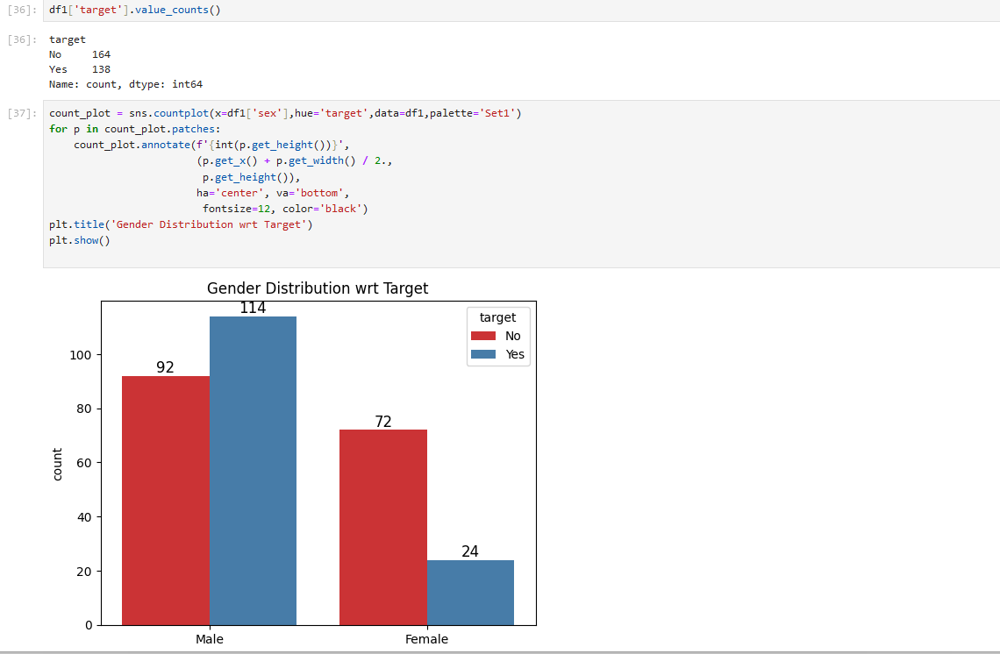 [36]: df1['target'].value_counts()
[36]: target
No 164
Yes 138
Name: count, dtype: int64
[37]: count_plot = sns.countplot(x=df1['sex'],hue='target',data=df1,palette='Set1')
for p in count_plot.patches:
count_plot.annotate(f'{int(p.get_height())}',
(p.get_x() + p.get_width() / 2.,
p.get_height()),
ha='center', va='bottom',
fontsize=12, color='black')
plt.title('Gender Distribution wrt Target')
plt.show()
Gender Distribution wrt Target
114
92
72
24
target
No
Yes
count
100
80
60
40
20
0
Male
Female